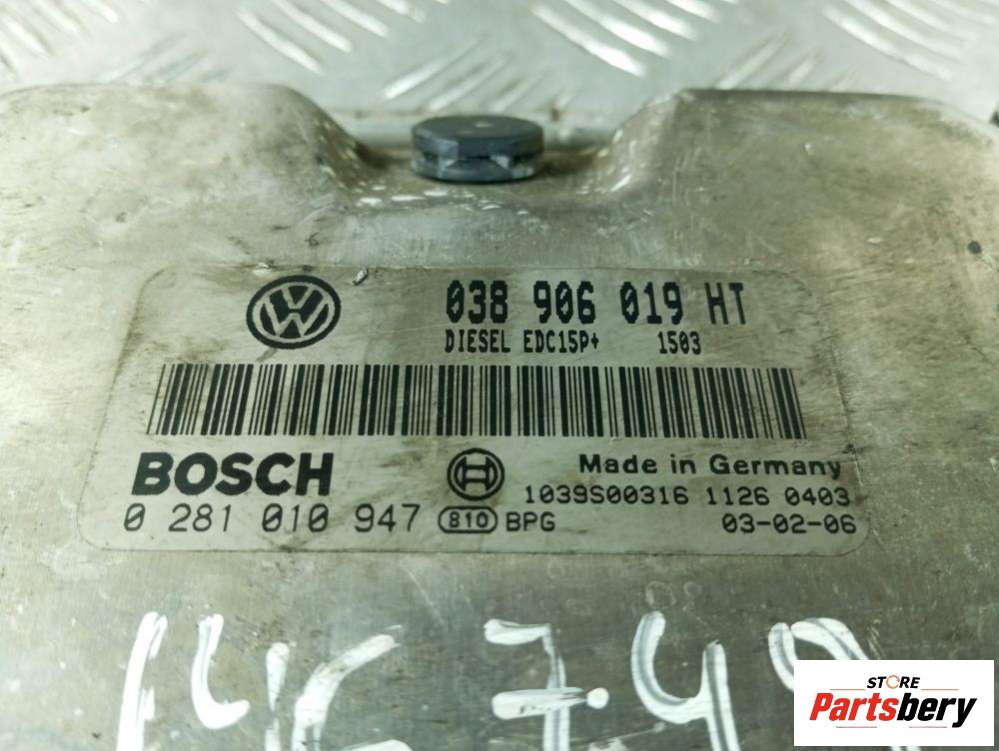 038 906 019 HT
DIESEL EDC15P+ 1503
BOSCH
Made in Germany
1039S00316 1126 0403
0 281 010 947 810 BPG
03-02-06
STORE
Partsbery